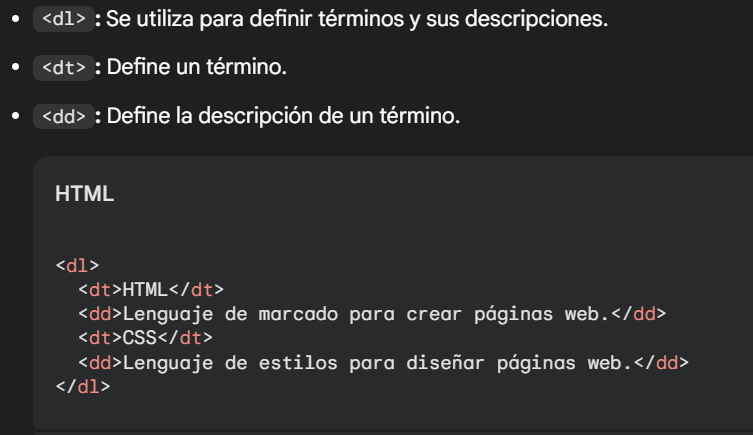 <dl>: Se utiliza para definir términos y sus descripciones.
<dt>: Define un término.
<dd>: Define la descripción de un término.
HTML
<dl>
  <dt>HTML</dt>
  <dd>Lenguaje de marcado para crear páginas web.</dd>
  <dt>CSS</dt>
  <dd>Lenguaje de estilos para diseñar páginas web.</dd>
</dl>